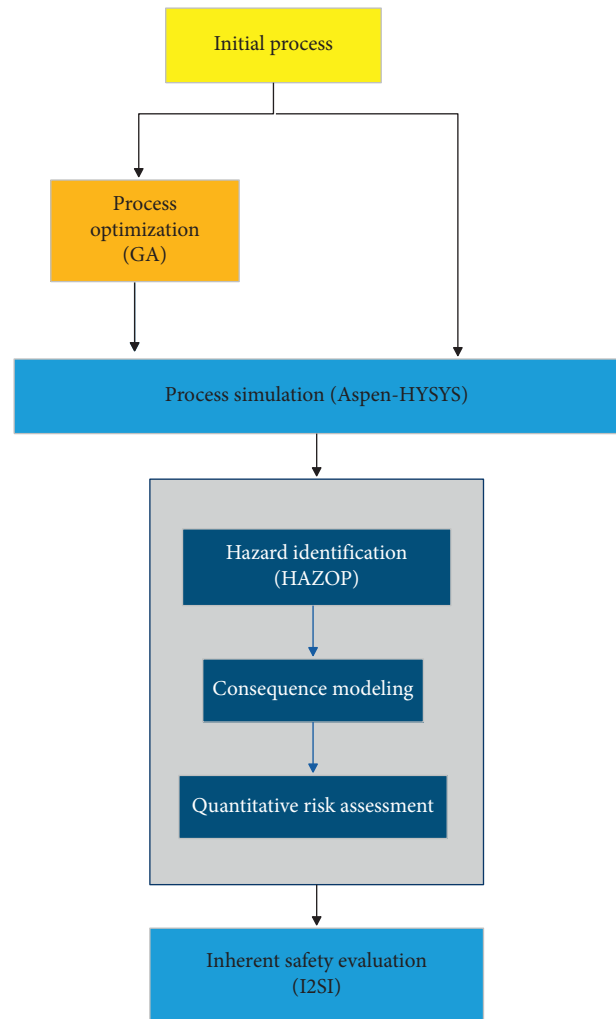 Initial process
Process
optimization
(GA)
Process simulation (Aspen-HYSYS)
Hazard identification
(HAZOP)
Consequence modeling
Quantitative risk assessment
Inherent safety evaluation
(I2SI)